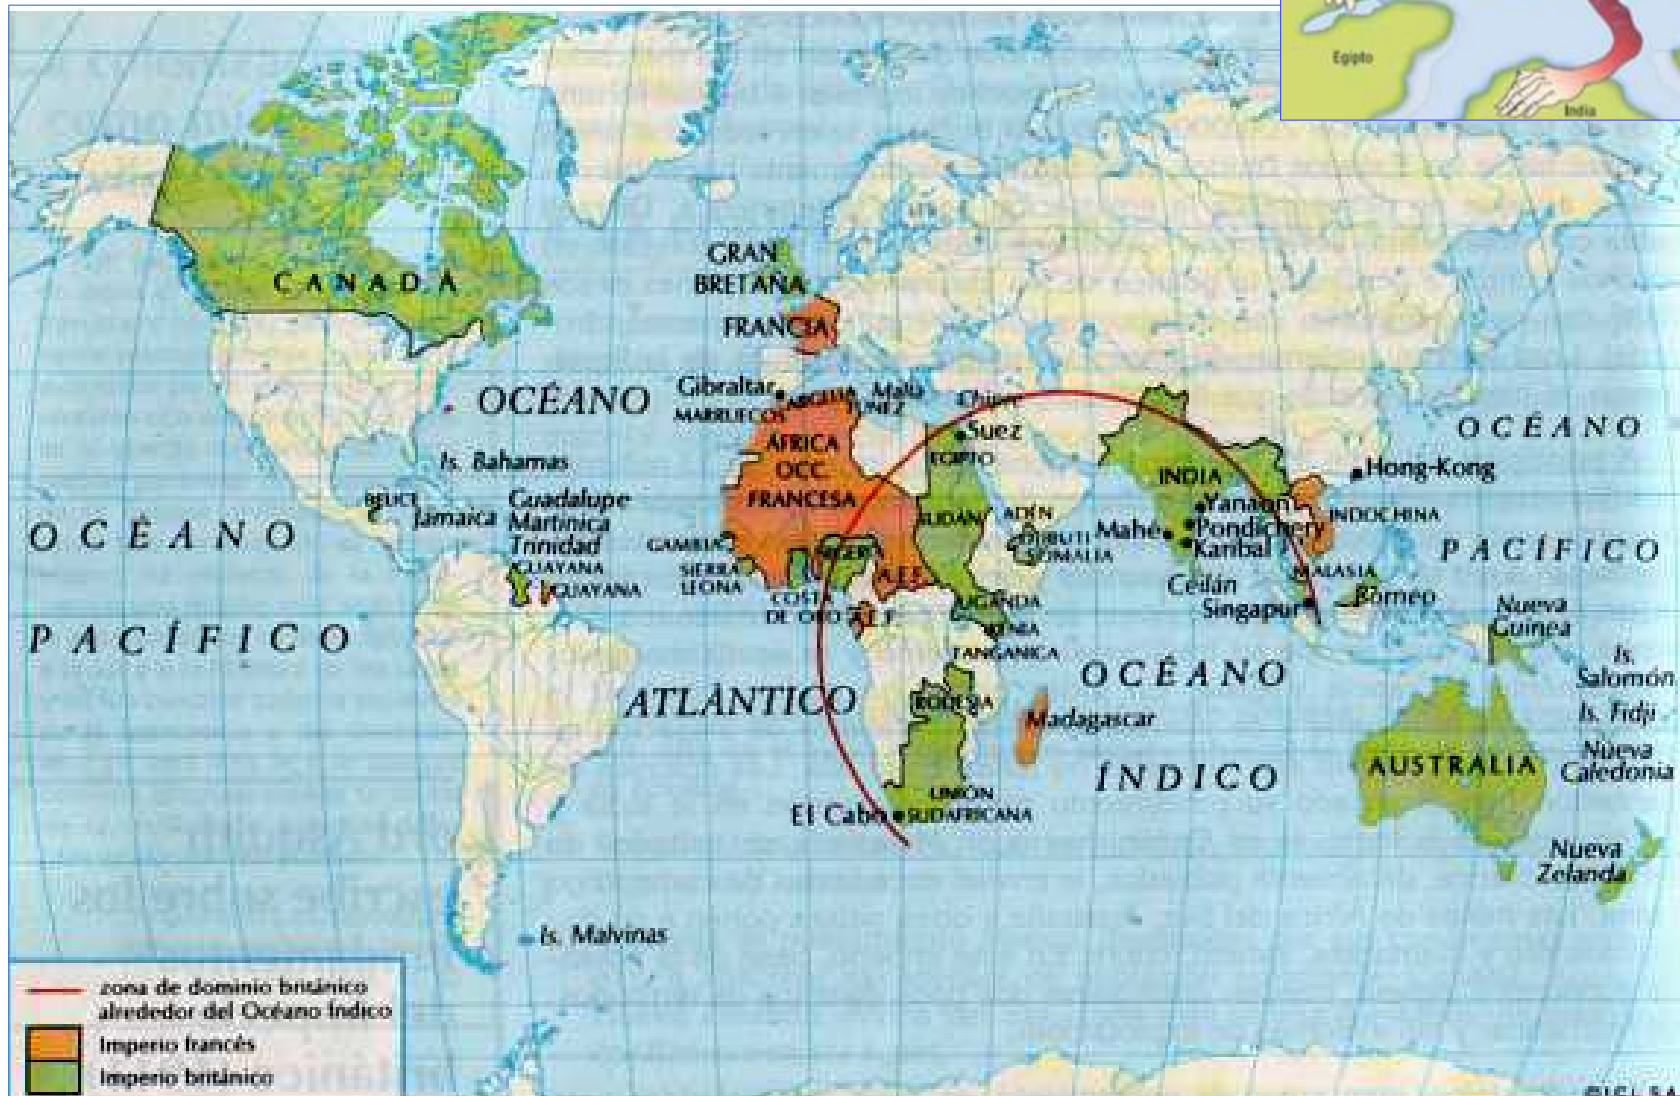 Egipto
India
CANADÁ
GRAN
BRETAÑA
FRANCIA
Gibraltar
MARRUECOS
ARGELIA
TUNEZ
Malta
OCÉANO
ÁFRICA
OCC.
FRANCESA
Suez
EGIPTO
OCÉANO
Hong-Kong
INDIA
Yanaon
Mahé
Pondichery
Karibal
INDOCHINA
Is. Bahamas
BELICE
Jamaica
Guadalupe
Martinica
Trinidad
GUAYANA
GUAYANA
OCÉANO
PACÍFICO
GAMBIA
SIERRA
LEONA
COSTA
DE ORO
NIGERIA
A.E.F.
A.E.F.
SUDÁN
ADÉN
SOMALIA
UGANDA
KENIA
TANGANICA
Ceilán
Singapur
MALASIA
Borneo
PACÍFICO
Nueva
Guinea
Is.
Salomón
Is. Fidji
Nueva
Caledonia
ATLÁNTICO
RODESIA
Madagascar
OCÉANO
ÍNDICO
AUSTRALIA
UNIÓN
SUDAFRICANA
El Cabo
Nueva
Zelanda
Is. Malvinas
zona de dominio británico
alrededor del Océano Índico
Imperio francés
Imperio británico